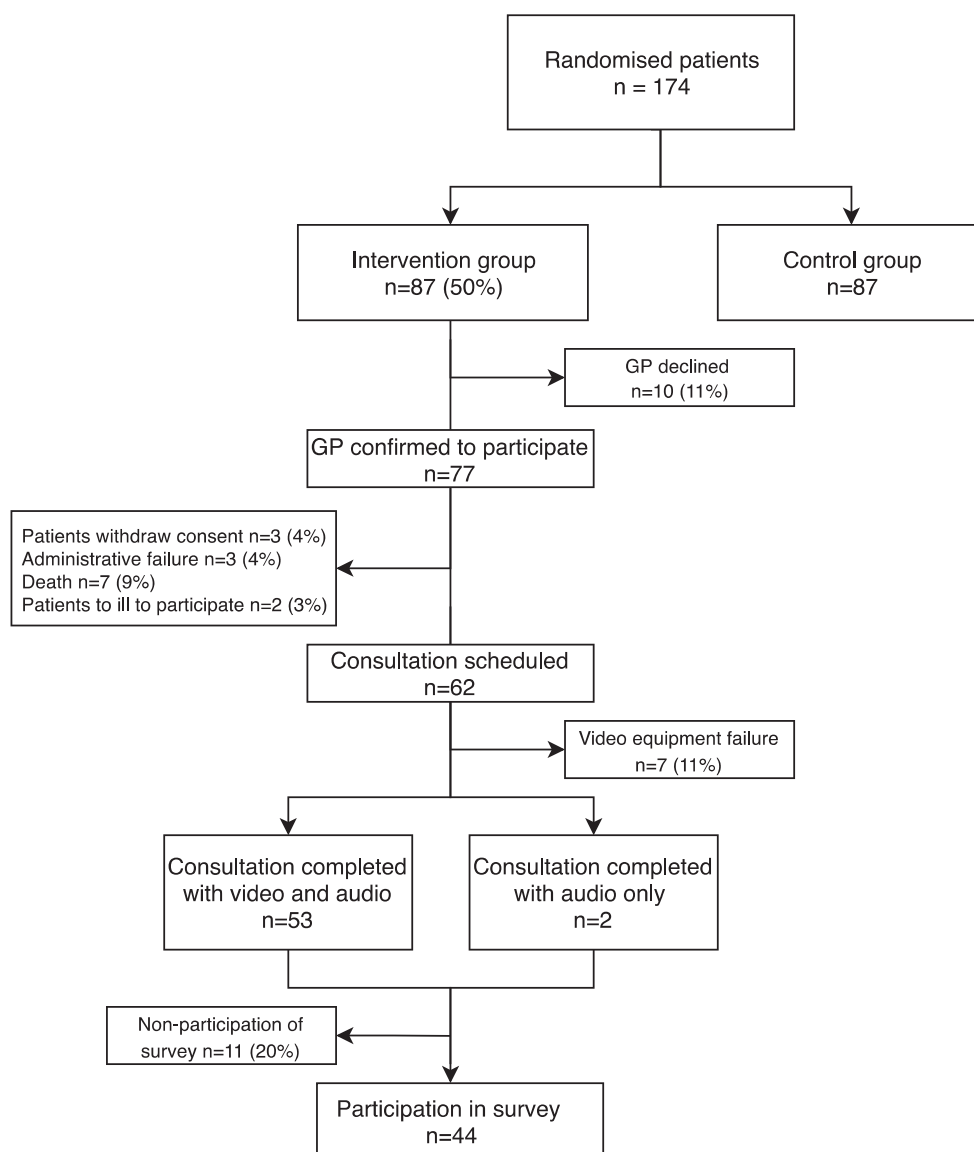 Randomised patients
n = 174
Intervention group
n=87 (50%)
Control group
n=87
GP declined
n=10 (11%)
GP confirmed to participate
n=77
Patients withdraw consent n=3 (4%)
Administrative failure n=3 (4%)
Death n=7 (9%)
Patients to ill to participate n=2 (3%)
Consultation scheduled
n=62
Video equipment failure
n=7 (11%)
Consultation completed
with video and audio
n=53
Consultation completed
with audio only
n=2
Non-participation of
survey n=11 (20%)
Participation in survey
n=44